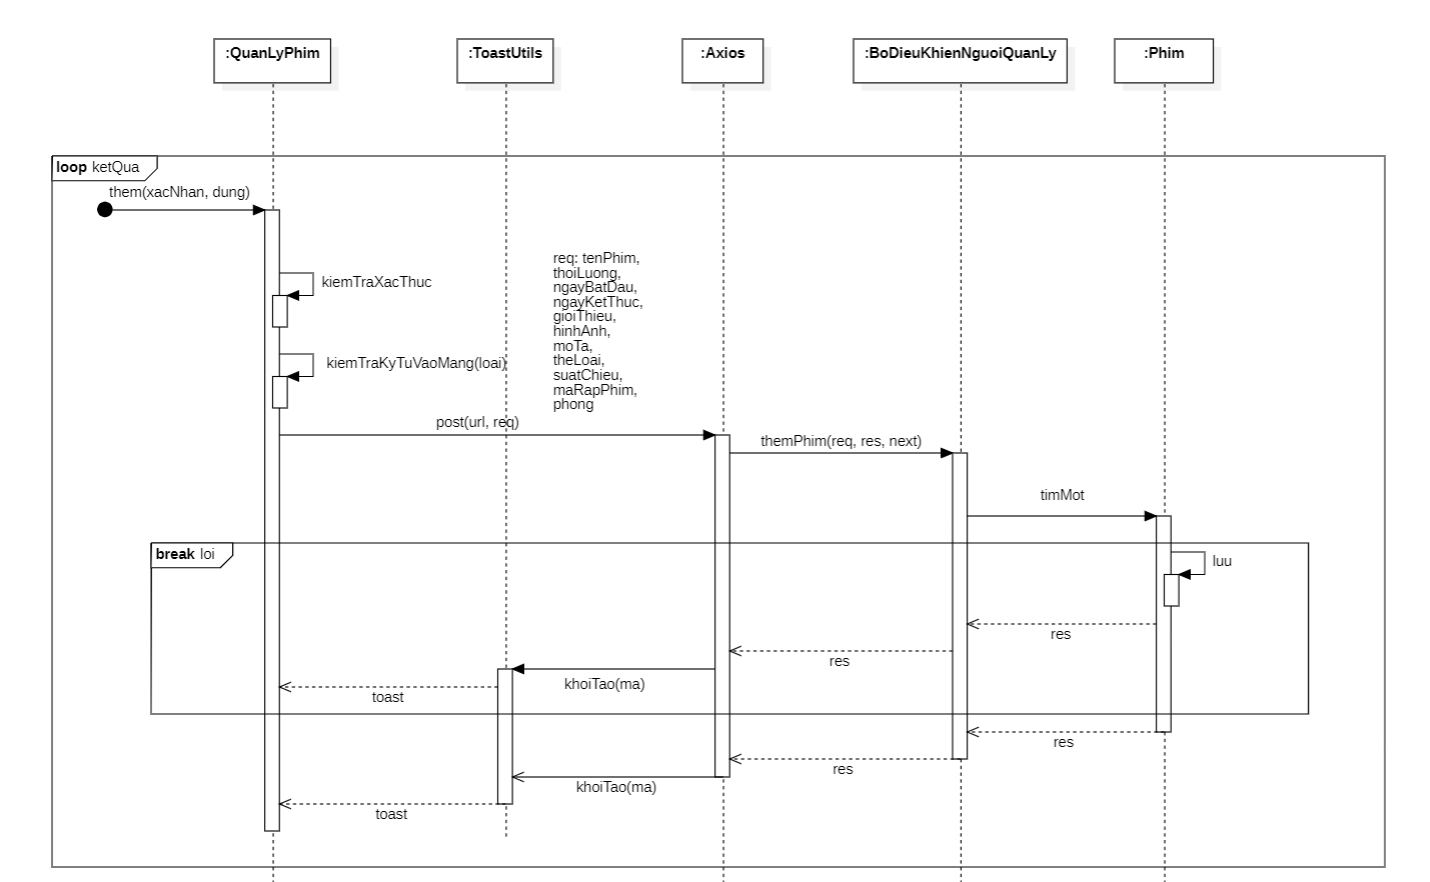 :QuanLyPhim
:ToastUtils
:Axios
:BoDieuKhienNguoiQuanLy
:Phim
loop ketQua
them(xacNhan, dung)
kiemTraXacThuc
req: tenPhim,
thoiLuong,
ngayBatDau,
ngayKetThuc,
gioiThieu,
hinhAnh,
moTa,
theLoai,
suatChieu,
maRapPhim,
phong
kiemTraKyTuVaoMang(loai)
post(url, req)
themPhim(req, res, next)
timMot
break loi
luu
res
res
khoiTao(ma)
toast
res
res
khoiTao(ma)
toast